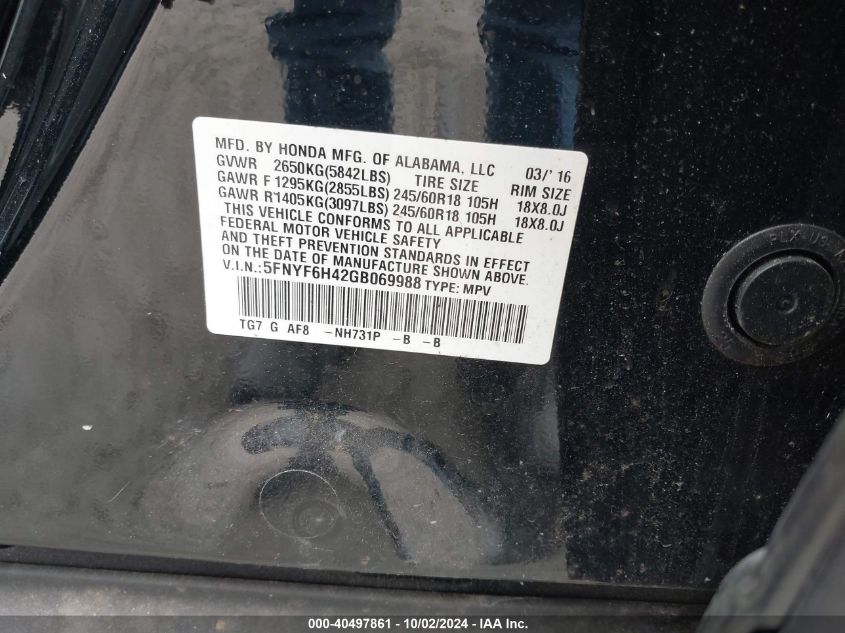 MFD. BY HONDA MFG. OF ALABAMA, LLC 03/'16
GVWR 2650KG(5842LBS) TIRE SIZE RIM SIZE
GAWR F1295KG(2855LBS) 245/60R18 105H 18X8.0J
GAWR R1405KG(3097LBS) 245/60R18 105H 18X8.0J
THIS VEHICLE CONFORMS TO ALL APPLICABLE
FEDERAL MOTOR VEHICLE SAFETY
AND THEFT PREVENTION STANDARDS IN EFFECT
ON THE DATE OF MANUFACTURE SHOWN ABOVE.
V.I.N.:5FNYF6H42GB069988 TYPE: MPV
TG7 G AF8 -NH731P -B -B
000-40497861 - 10/02/2024 - IAA Inc.